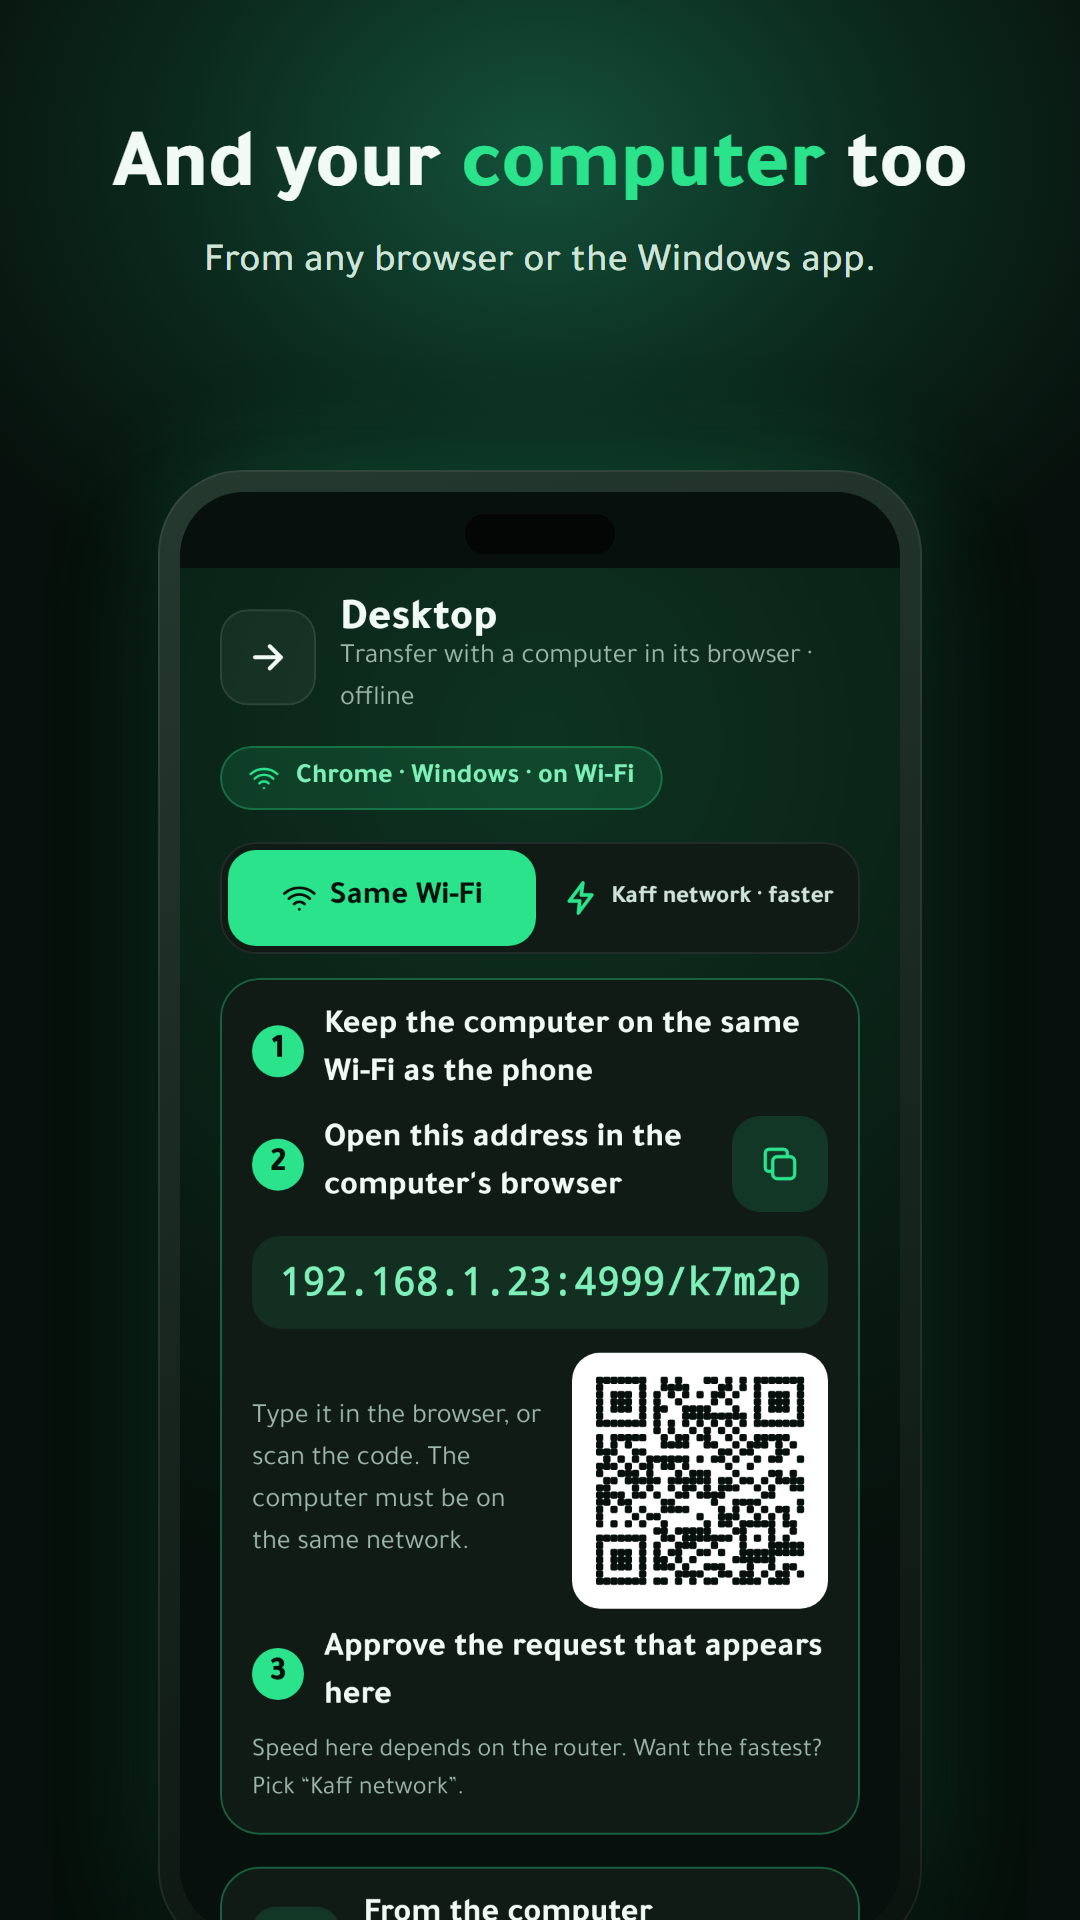 And your computer too
From any browser or the Windows app.
Desktop
Transfer with a computer in its browser ·
offline
Chrome · Windows · on Wi-Fi
Same Wi-Fi
Kaff network · faster
1
Keep the computer on the same
Wi-Fi as the phone
2
Open this address in the
computer's browser
192.168.1.23:4999/k7m2p
Type it in the browser, or
scan the code. The
computer must be on
the same network.
3
Approve the request that appears
here
Speed here depends on the router. Want the fastest?
Pick “Kaff network”.
From the computer